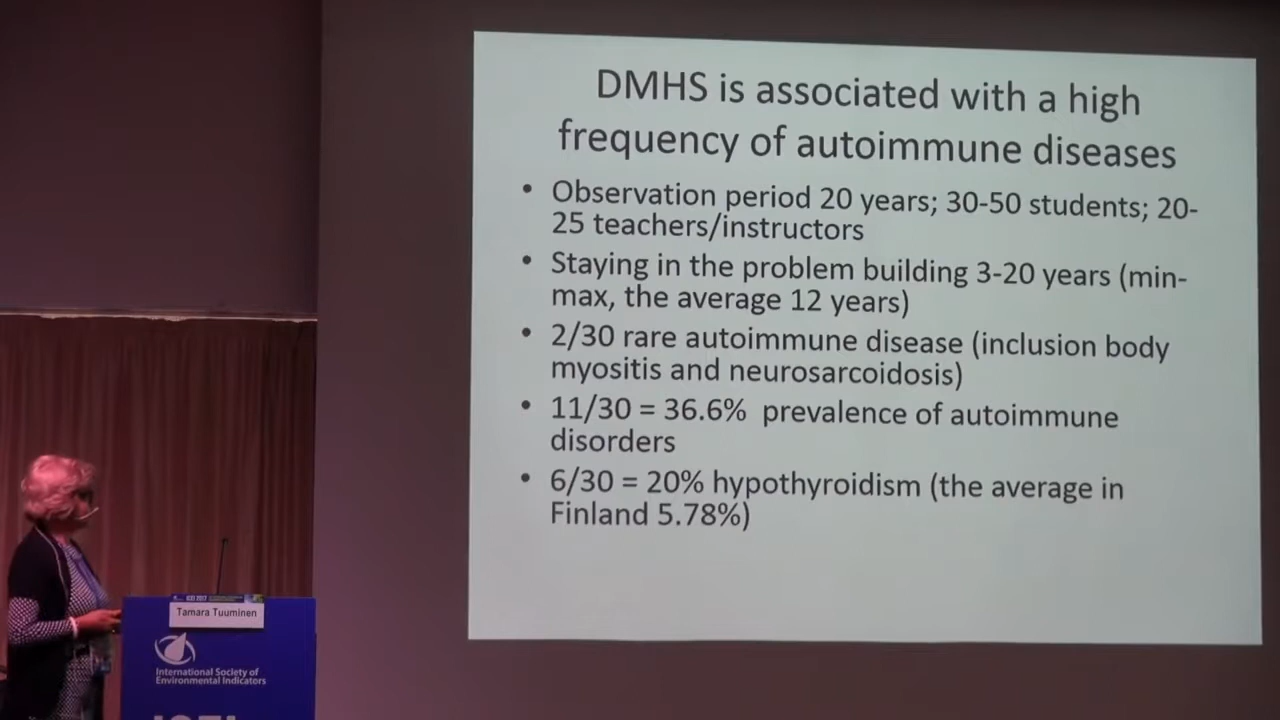 DMHS is associated with a high
frequency of autoimmune diseases
• Observation period 20 years; 30-50 students; 20-
25 teachers/instructors
• Staying in the problem building 3-20 years (min-
max, the average 12 years)
• 2/30 rare autoimmune disease (inclusion body
myositis and neurosarcoidosis)
• 11/30 = 36.6% prevalence of autoimmune
disorders
• 6/30 = 20% hypothyroidism (the average in
Finland 5.78%)
ICEI 2017
Tamara Tuuminen
International Society of
Environmental Indicators